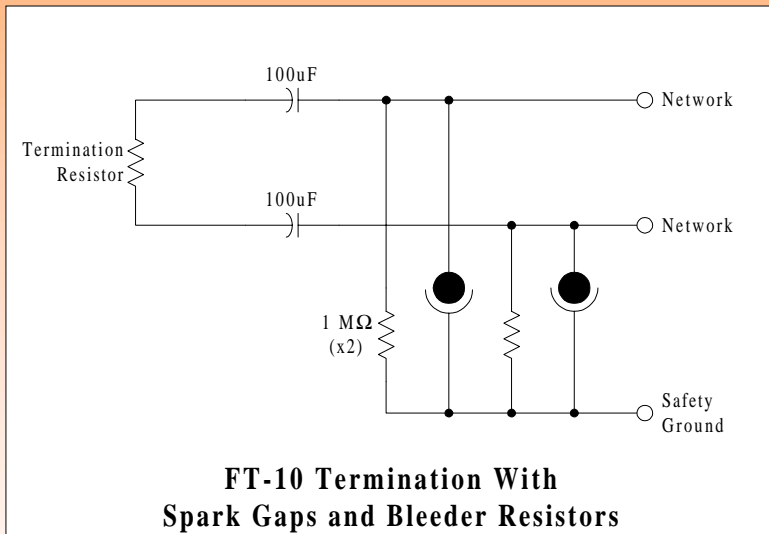 100uF
Network
Termination
Resistor
100uF
Network
1 MΩ
(x2)
Safety
Ground
FT-10 Termination With
Spark Gaps and Bleeder Resistors